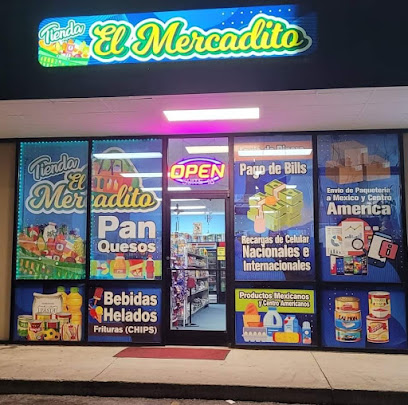 Tienda
El Mercadito
Tienda
El
Mercadito
Pan
Quesos
Bebidas
Helados
Frituras (CHIPS)
OPEN
Pago de Bills
Recargas de Celular
Nacionales e
Internacionales
Productos Mexicanos
y Centro Americanos
Envio de Paqueteria
a Mexico y Centro
America